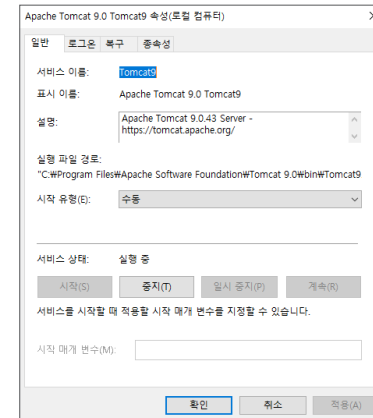 Apache Tomcat 9.0 Tomcat9 속성(로컬 컴퓨터)
일반 로그온 복구 종속성
서비스 이름: Tomcat9
표시 이름: Apache Tomcat 9.0 Tomcat9
설명: Apache Tomcat 9.0.43 Server -
https://tomcat.apache.org/
실행 파일 경로:
"C:₩Program Files₩Apache Software Foundation₩Tomcat 9.0₩bin₩Tomcat9
시작 유형(E): 수동
서비스 상태: 실행 중
시작(S) 중지(T) 일시 중지(P) 계속(R)
서비스를 시작할 때 적용할 시작 매개 변수를 지정할 수 있습니다.
시작 매개 변수(M):
확인 취소 적용(A)